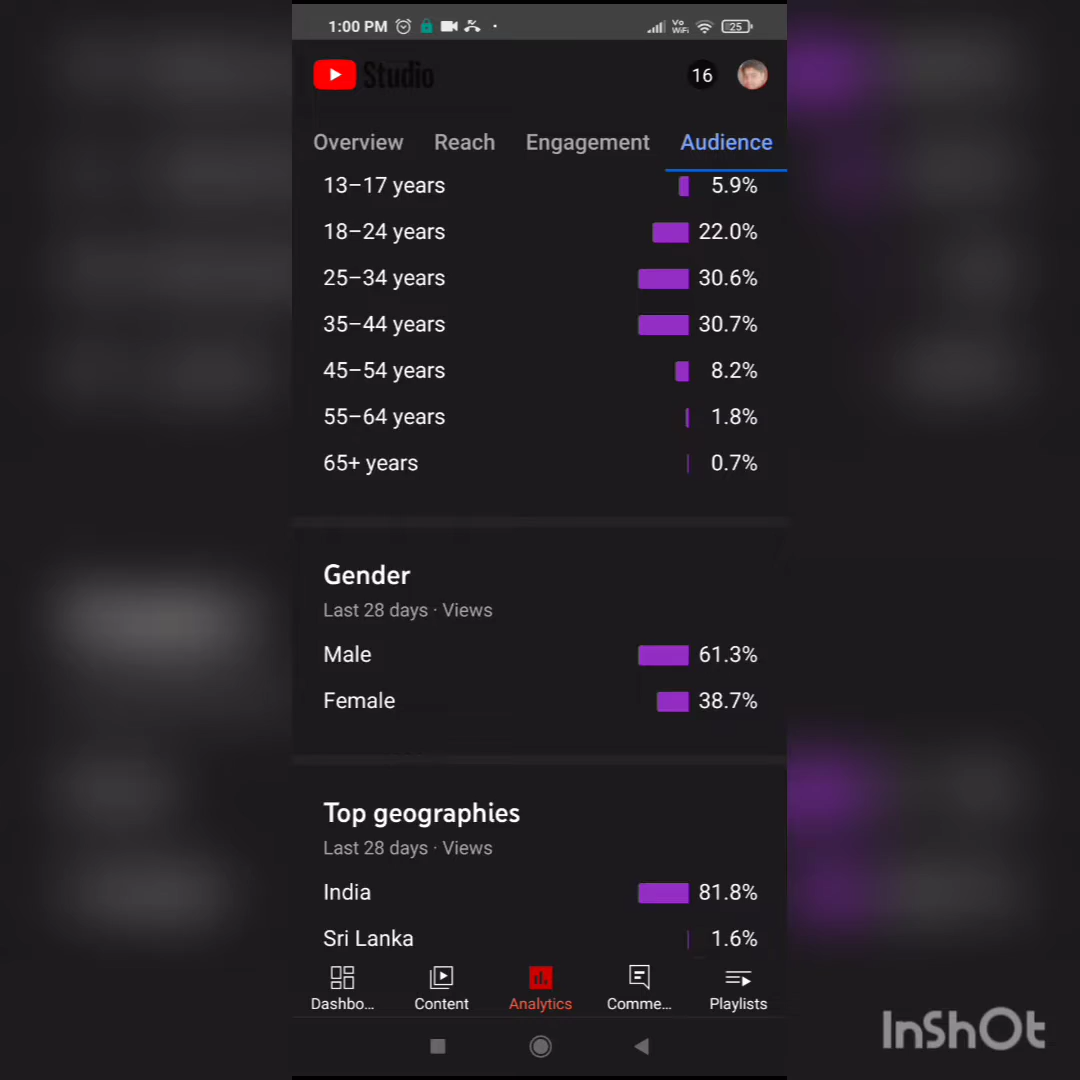 1:00 PM Vo WiFi 25
Studio 16
Overview Reach Engagement Audience
13–17 years 5.9%
18–24 years 22.0%
25–34 years 30.6%
35–44 years 30.7%
45–54 years 8.2%
55–64 years 1.8%
65+ years 0.7%
Gender
Last 28 days · Views
Male 61.3%
Female 38.7%
Top geographies
Last 28 days · Views
India 81.8%
Sri Lanka 1.6%
Dashbo... Content Analytics Comme... Playlists
InShOt